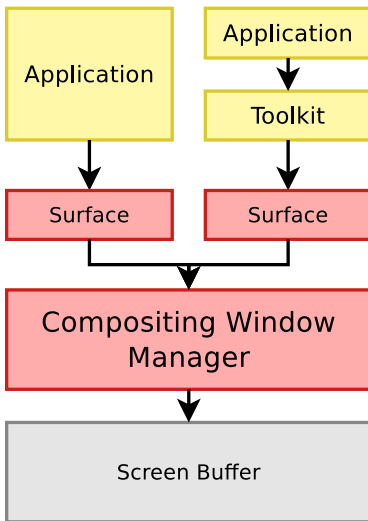 Application
Application
Toolkit
Surface
Surface
Compositing Window
Manager
Screen Buffer